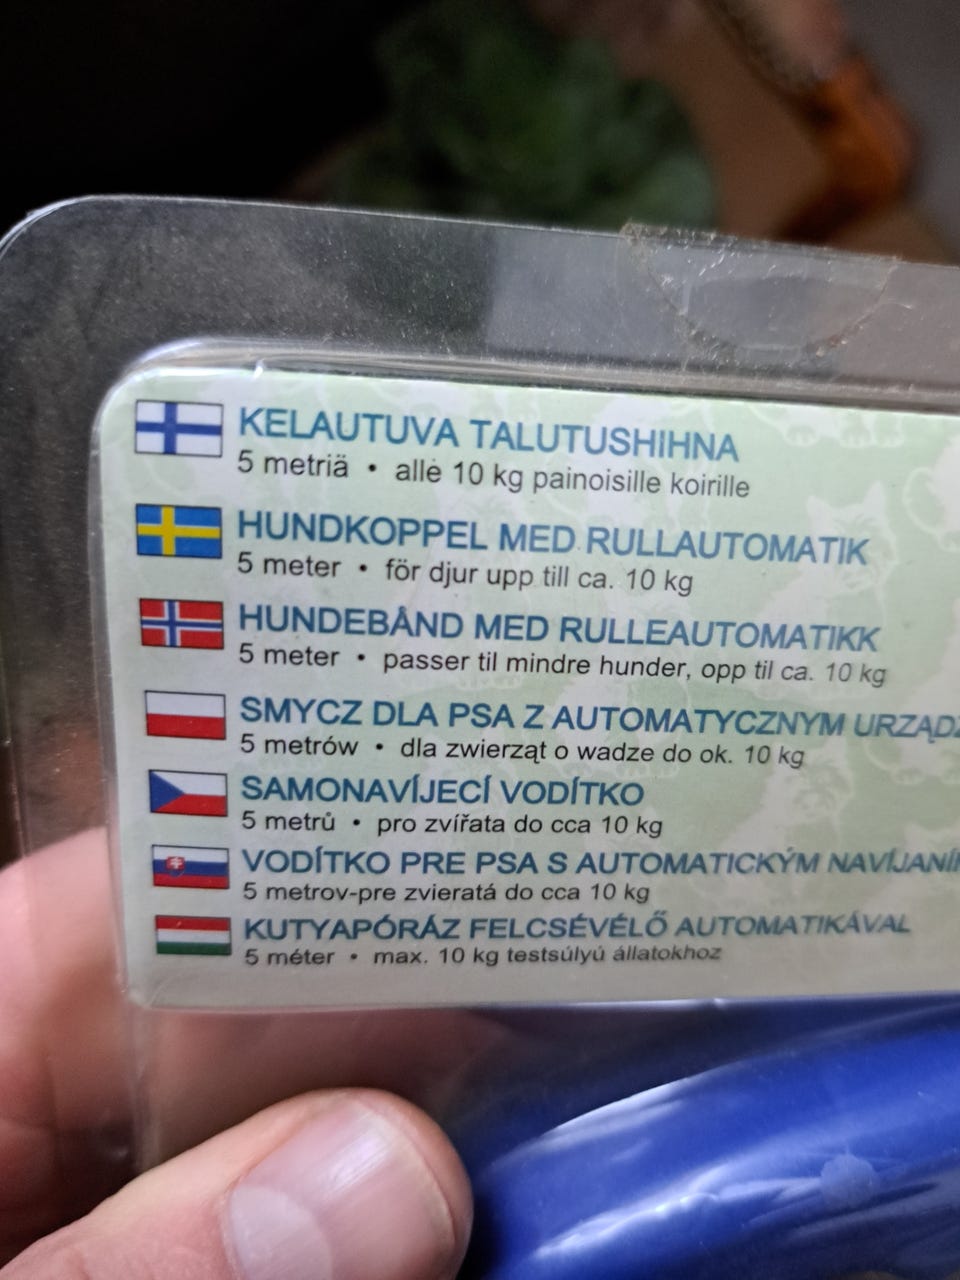 KELAUTUVA TALUTUSHIHNA
5 metriä • alle 10 kg painoisille koirille
HUNDKOPPEL MED RULLAUTOMATIK
5 meter • för djur upp till ca. 10 kg
HUNDEBÅND MED RULLEAUTOMATIKK
5 meter • passer til mindre hunder, opp til ca. 10 kg
SMYCZ DLA PSA Z AUTOMATYCZNYM
5 metrów • dla zwierząt o wadze do ok. 10 kg
SAMONAVÍJECÍ VODÍTKO
5 metrů • pro zvířata do cca 10 kg
VODÍTKO PRE PSA S AUTOMATICKÝM
5 metrov-pre zvieratá do cca 10 kg
KUTYAPÓRÁZ FELCSÉVÉLŐ AUTOMATIKÁVAL
5 méter • max. 10 kg testsúlyú állatokhoz